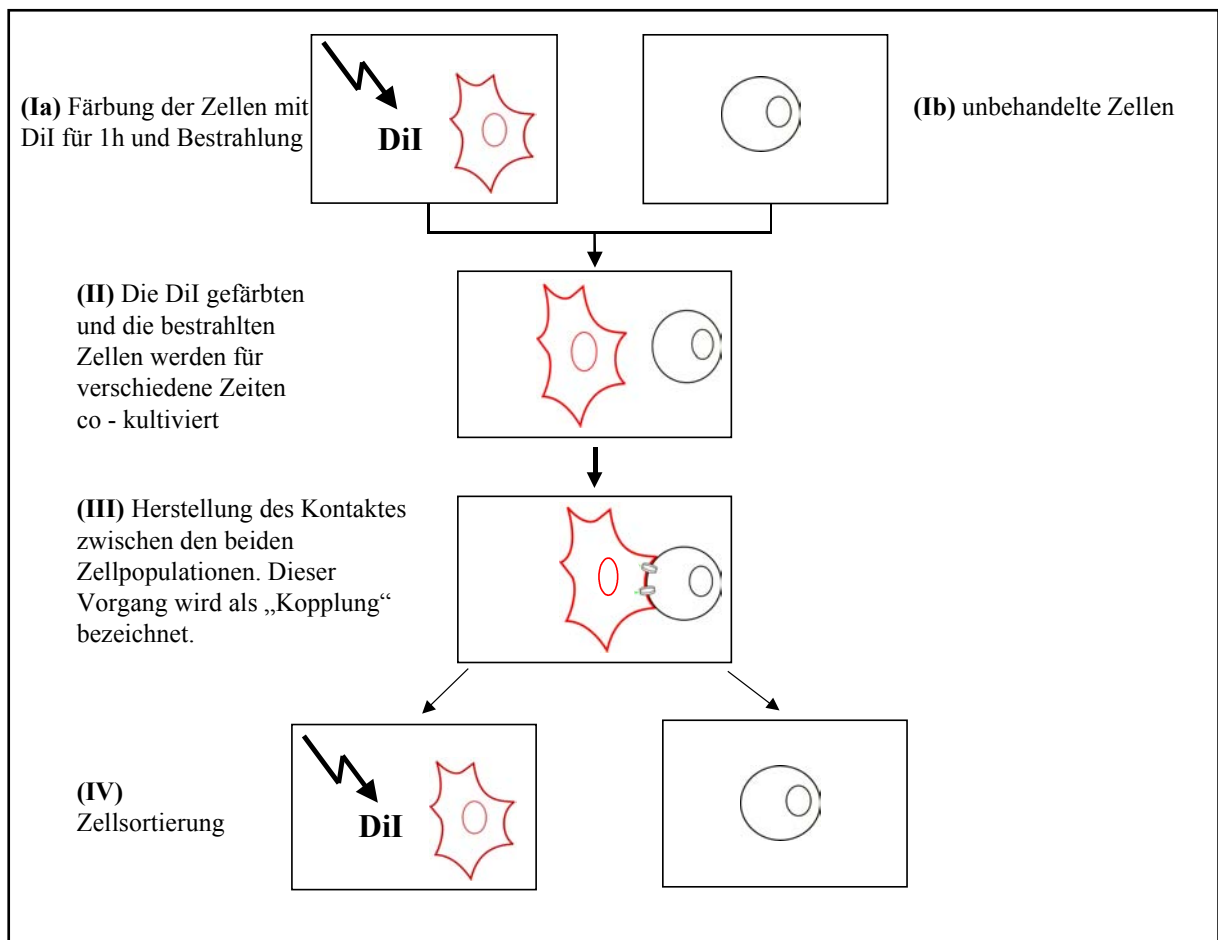 (Ia) Färbung der Zellen mit
DiI für 1h und Bestrahlung
DiI
(Ib) unbehandelte Zellen
(II) Die DiI gefärbten
und die bestrahlten
Zellen werden für
verschiedene Zeiten
co - kultiviert
(III) Herstellung des Kontaktes
zwischen den beiden
Zellpopulationen. Dieser
Vorgang wird als „Kopplung“
bezeichnet.
(IV)
Zellsortierung
DiI